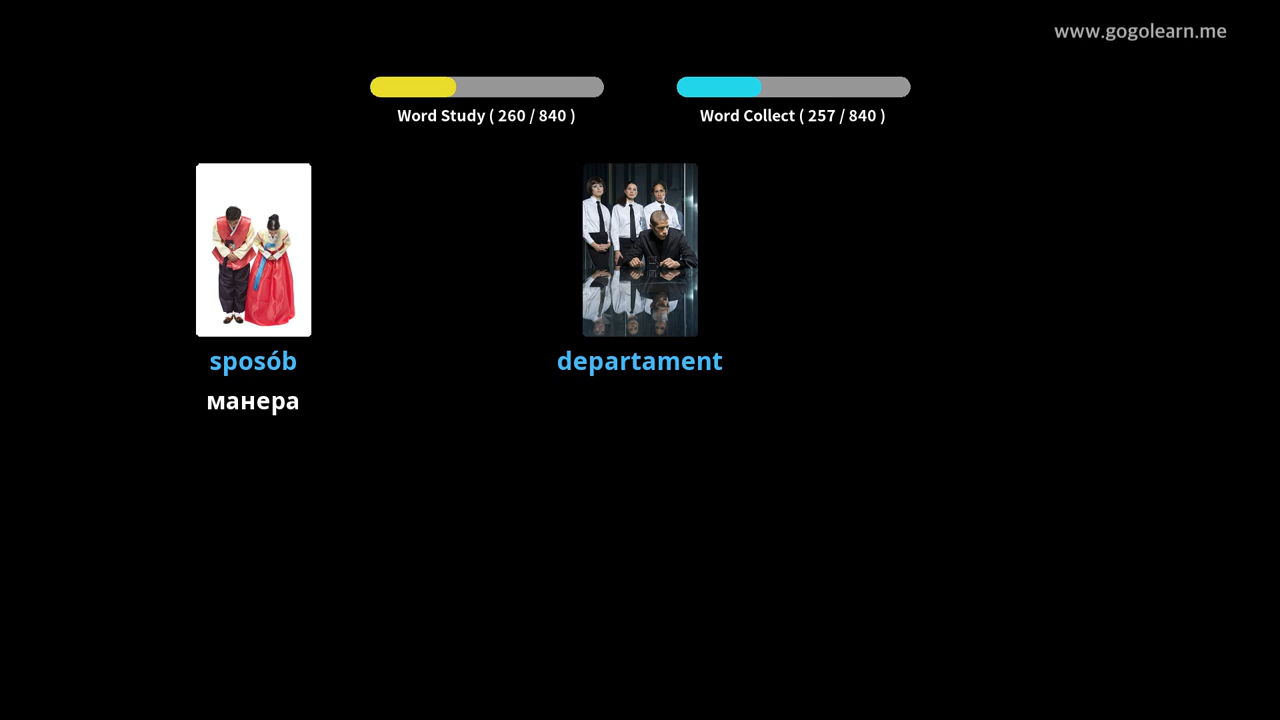 www.gogolearn.me
Word Study ( 260 / 840 )
Word Collect ( 257 / 840 )
sposób
манера
departament